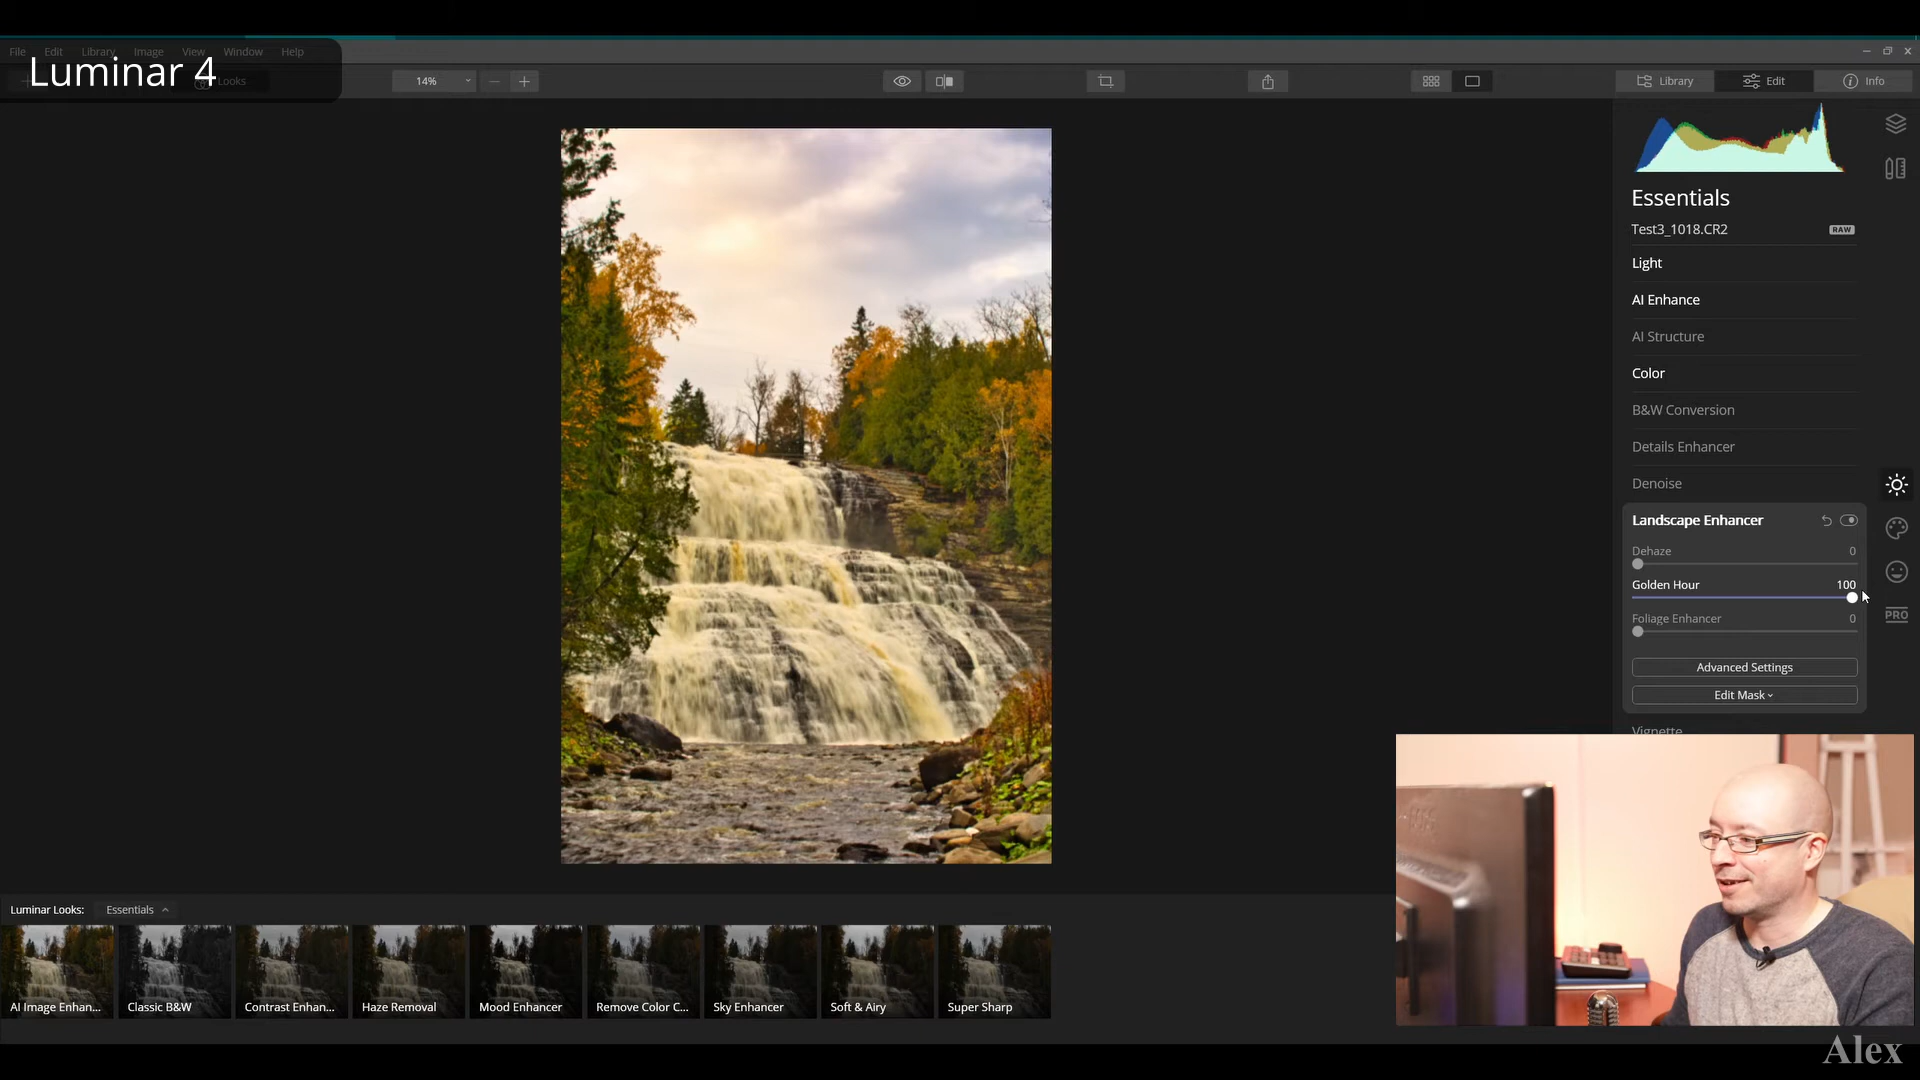 File Edit Library Image View Window Help
Luminar 4
Looks
14%
Library Edit Info
Essentials
Test3_1018.CR2 RAW
Light
AI Enhance
AI Structure
Color
B&W Conversion
Details Enhancer
Denoise
Landscape Enhancer
Dehaze 0
Golden Hour 100
Foliage Enhancer 0
PRO
Advanced Settings
Edit Mask
Vignette
Luminar Looks: Essentials
AI Image Enhan... Classic B&W Contrast Enhan... Haze Removal Mood Enhancer Remove Color C... Sky Enhancer Soft & Airy Super Sharp
Alex